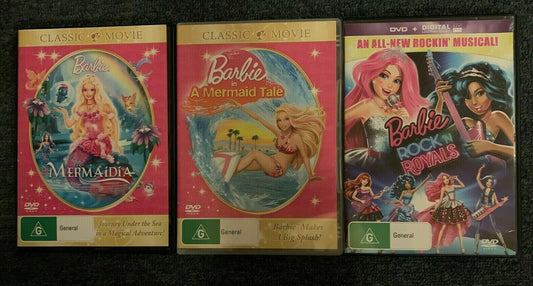 CLASSIC MOVIE
MERMAIDIA
DVD
G
General
Journey Under the Sea
in a Magical Adventure!
CLASSIC MOVIE
Barbie
in
A Mermaid Tale
DVD
G
General
Barbie Makes
A Big Splash!
DVD + DIGITAL
AN ALL-NEW ROCKIN' MUSICAL!
Barbie
IN
ROCK 'N
ROYALS
G
General
DVD